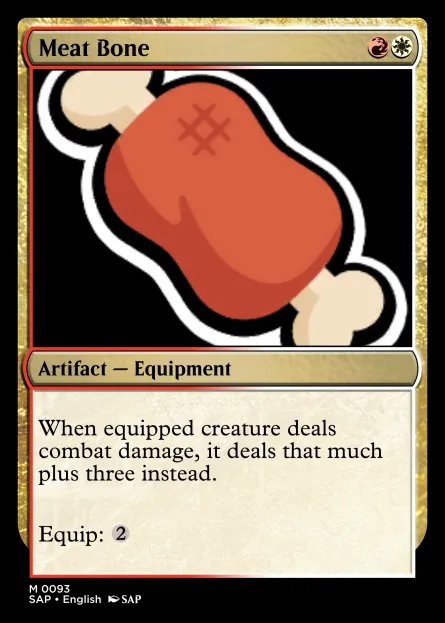 Meat Bone
Artifact — Equipment
When equipped creature deals
combat damage, it deals that much
plus three instead.
Equip: 2
M 0093
SAP • English SAP